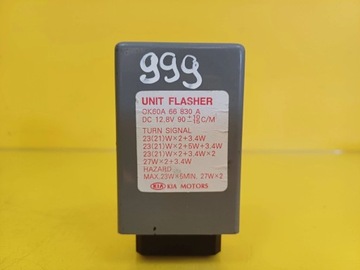 999
UNIT FLASHER
OK60A 66 830 A
DC 12.8V 90 C/M
TURN SIGNAL
23(21)W×2+3.4W
23(21)W×2+5W+3.4W
23(21)W×2+3.4W×2
27W×2+3.4W
HAZARD
MAX.23W×6MIN. 27W×2
KIA KIA MOTORS